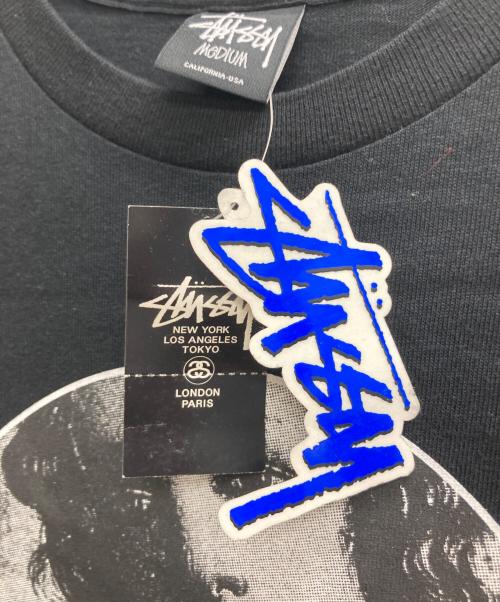 Stüssy
MEDIUM
CALIFORNIA-USA
Stüssy
NEW YORK
LOS ANGELES
TOKYO
LONDON
PARIS
Stüssy